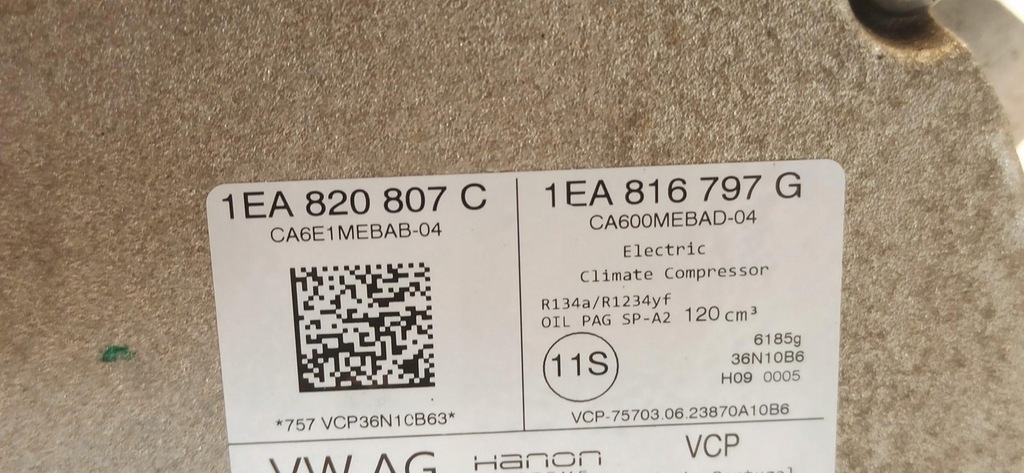 1EA 820 807 C
CA6E1MEBAB-04
*757 VCP36N10B63*
1EA 816 797 G
CA600MEBAD-04
Electric
Climate Compressor
R134a/R1234yf
OIL PAG SP-A2 120 cm³
11S
6185g
36N10B6
H09 0005
VCP-75703.06.23870A10B6
VW AG
Hanon
VCP